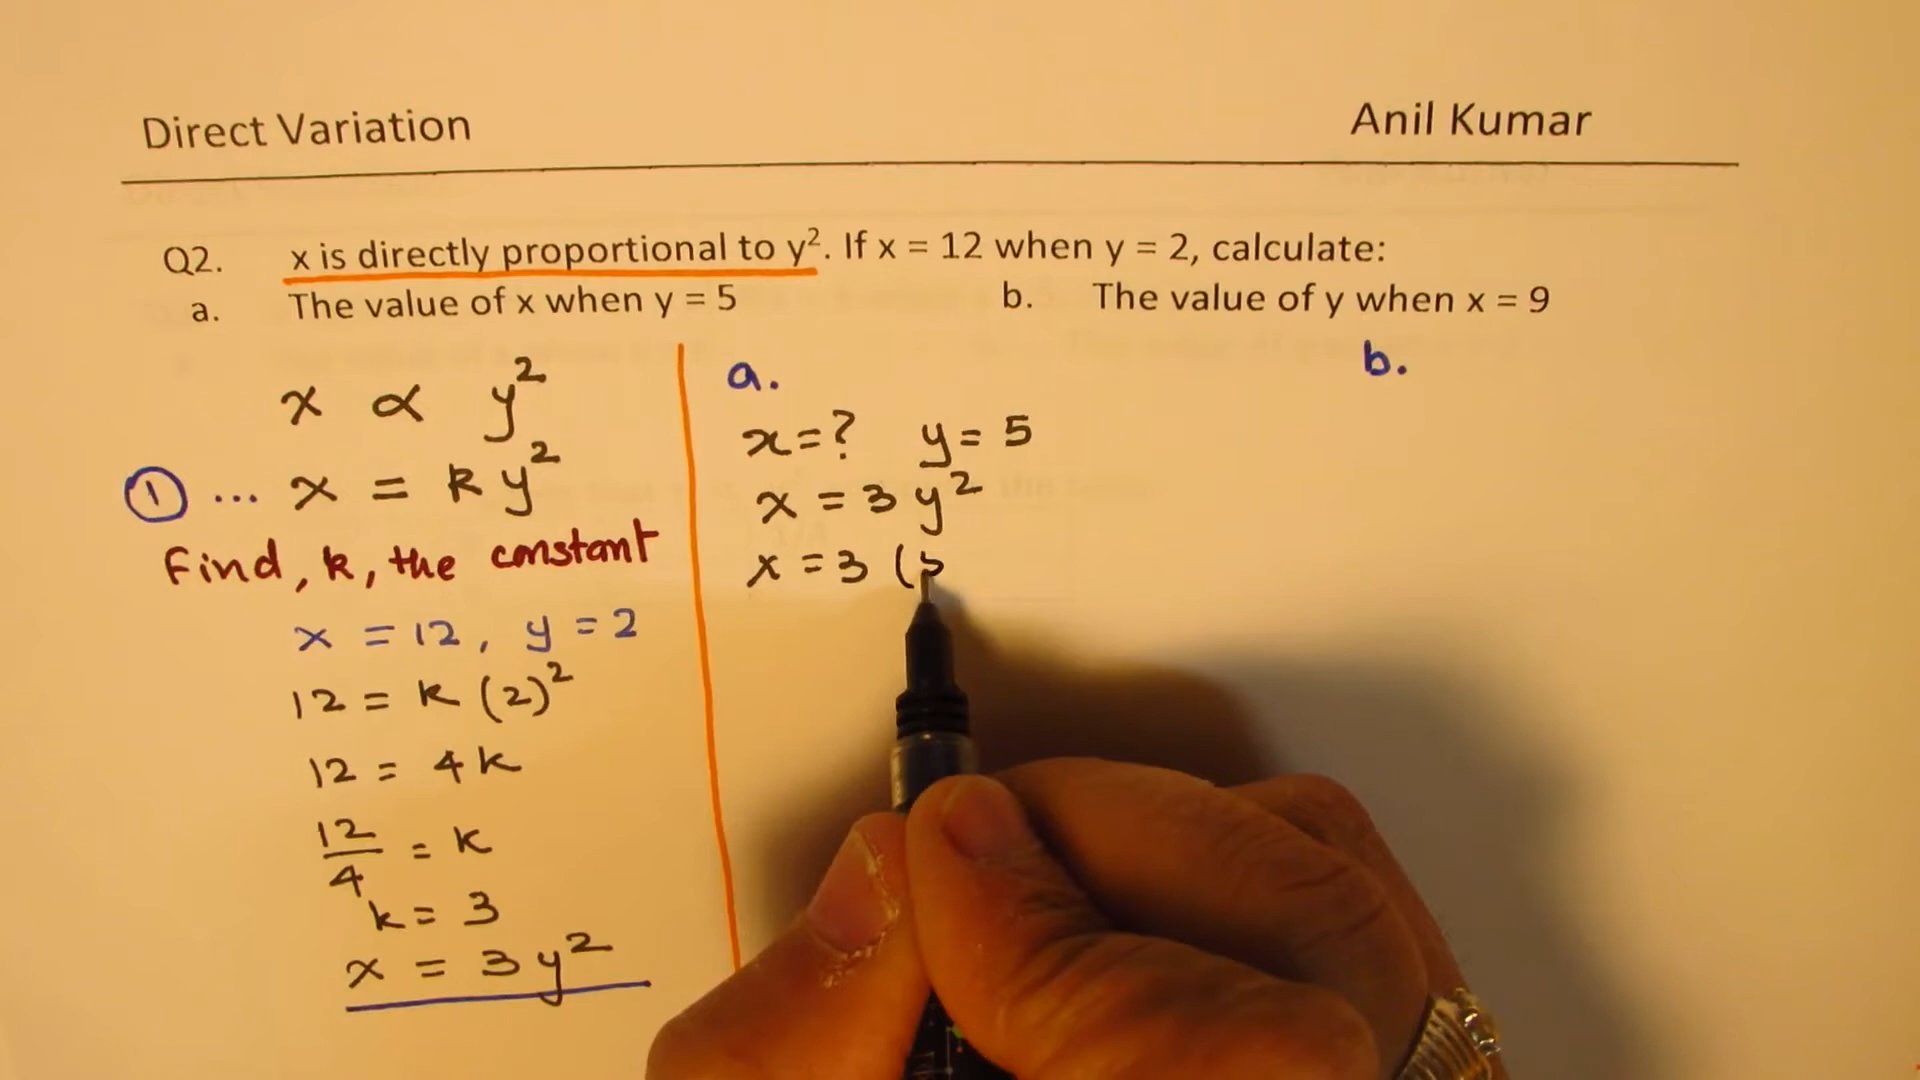 Direct Variation
Anil Kumar
Q2. x is directly proportional to y². If x = 12 when y = 2, calculate:
a. The value of x when y = 5
b. The value of y when x = 9
x ∝ y²
① ... x = k y²
Find, k, the constant
x = 12, y = 2
12 = k (2)²
12 = 4k
12/4 = k
k = 3
x = 3y²
a.
x = ? y = 5
x = 3y²
x = 3 (5
b.